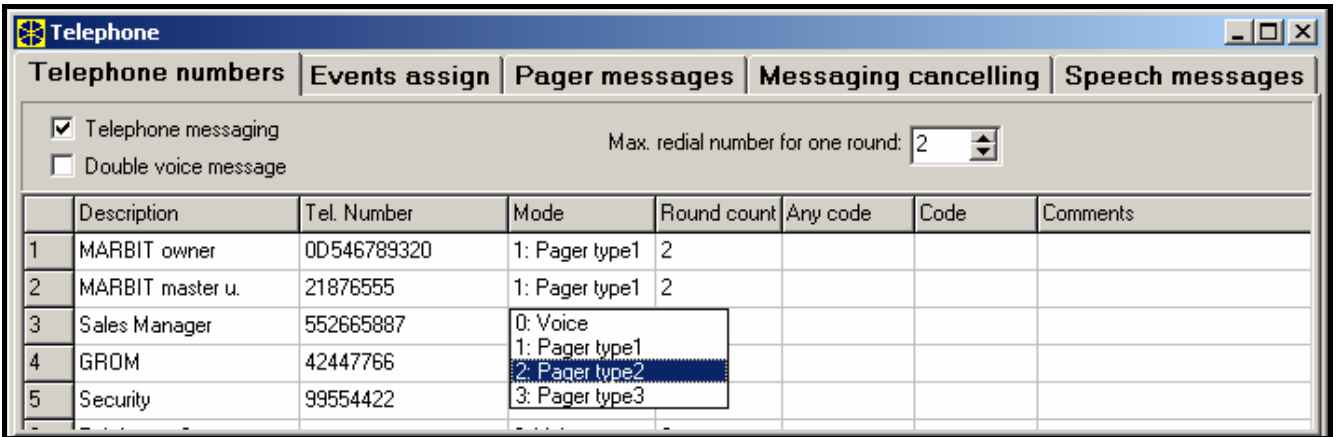 Telephone
Telephone numbers Events assign Pager messages Messaging cancelling Speech messages
Telephone messaging Max. redial number for one round: 2
Double voice message
Description Tel. Number Mode Round count Any code Code Comments
1 MARBIT owner 0D546789320 1: Pager type1 2
2 MARBIT master u. 21876555 1: Pager type1 2
3 Sales Manager 552665887 0: Voice
1: Pager type1
4 GROM 42447766 2: Pager type2
5 Security 99554422 3: Pager type3